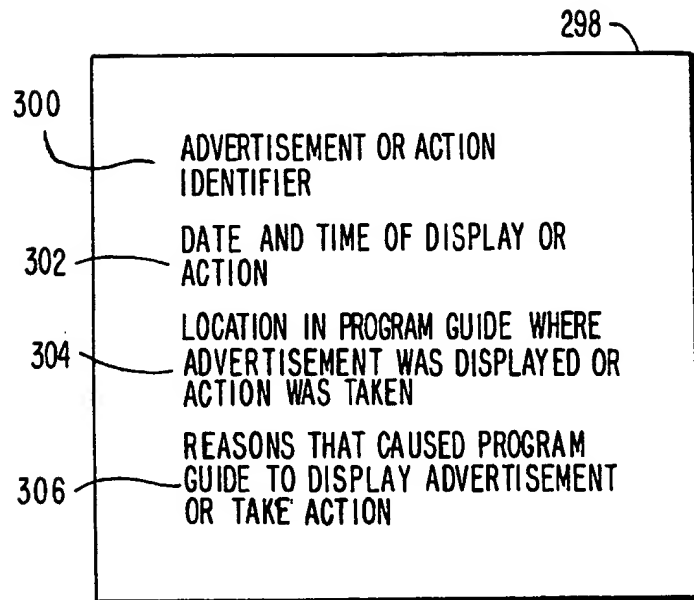 298
300
ADVERTISEMENT OR ACTION
IDENTIFIER
302
DATE AND TIME OF DISPLAY OR
ACTION
304
LOCATION IN PROGRAM GUIDE WHERE
ADVERTISEMENT WAS DISPLAYED OR
ACTION WAS TAKEN
306
REASONS THAT CAUSED PROGRAM
GUIDE TO DISPLAY ADVERTISEMENT
OR TAKE ACTION